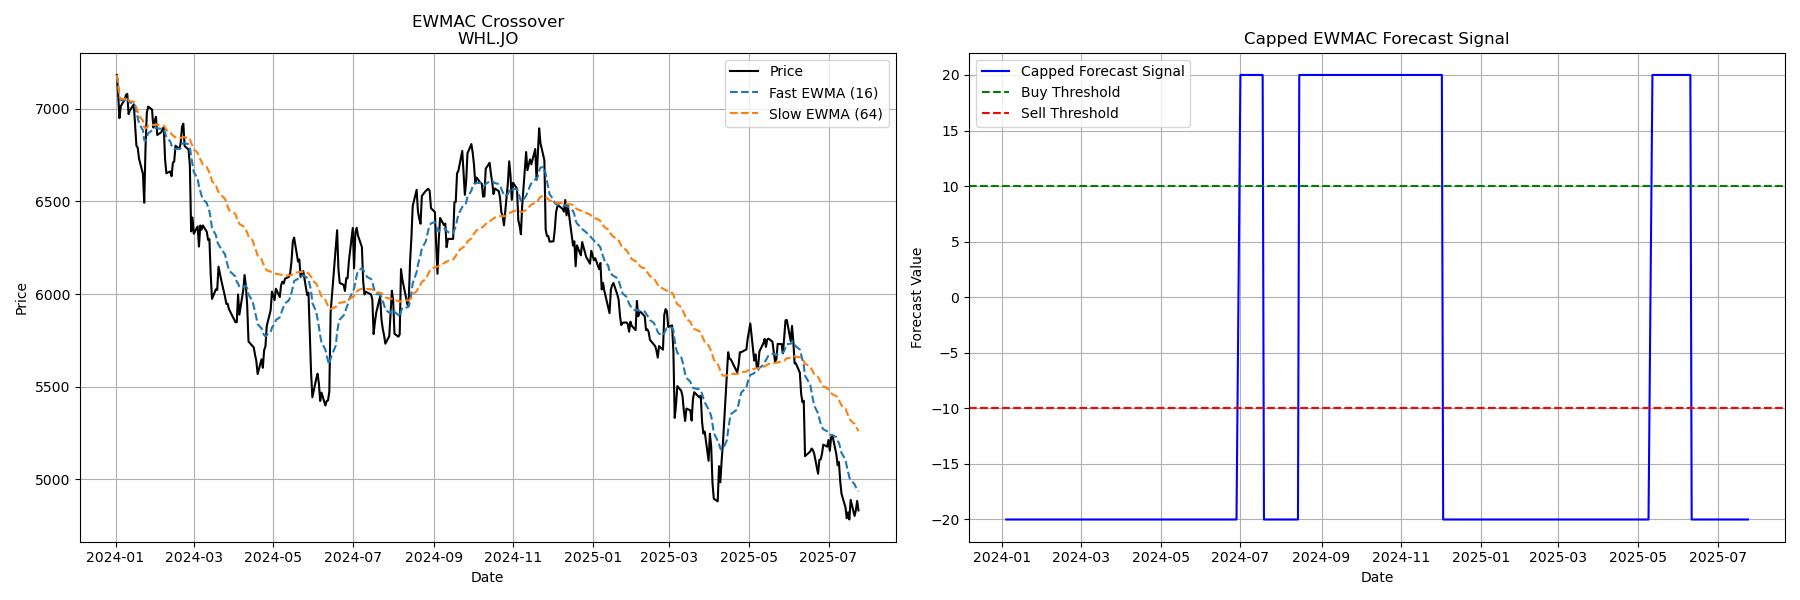 EWMAC Crossover
WHL.JO
Price
Fast EWMA (16)
Slow EWMA (64)
7000
6500
6000
5500
5000
Price
2024-01 2024-03 2024-05 2024-07 2024-09 2024-11 2025-01 2025-03 2025-05 2025-07
Date
Capped EWMAC Forecast Signal
Capped Forecast Signal
Buy Threshold
Sell Threshold
20
15
10
5
0
−5
−10
−15
−20
Forecast Value
2024-01 2024-03 2024-05 2024-07 2024-09 2024-11 2025-01 2025-03 2025-05 2025-07
Date